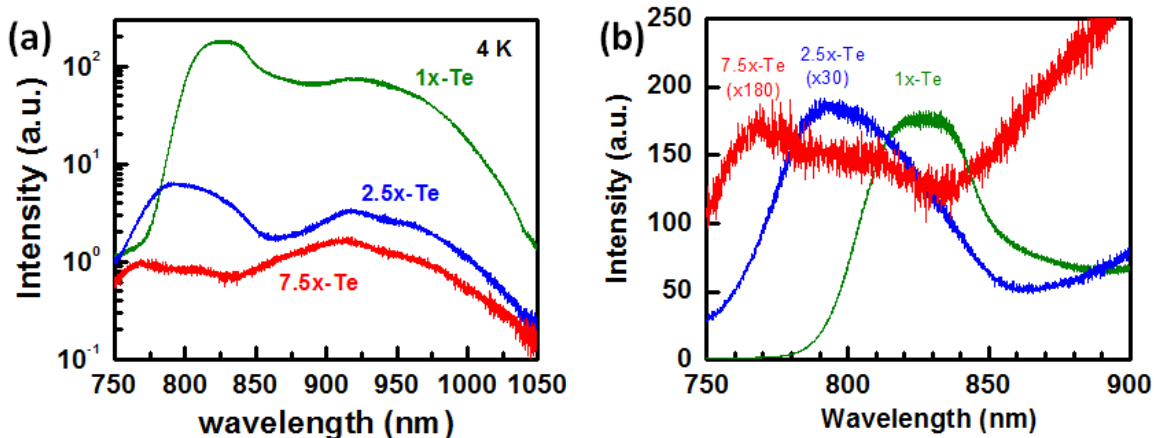 (a)
4 K
1x-Te
2.5x-Te
7.5x-Te
Intensity (a.u.)
10²
10¹
10⁰
10⁻¹
750 800 850 900 950 1000 1050
wavelength (nm)
(b)
7.5x-Te
(x180)
2.5x-Te
(x30)
1x-Te
Intensity (a.u.)
250
200
150
100
50
0
750 800 850 900
Wavelength (nm)